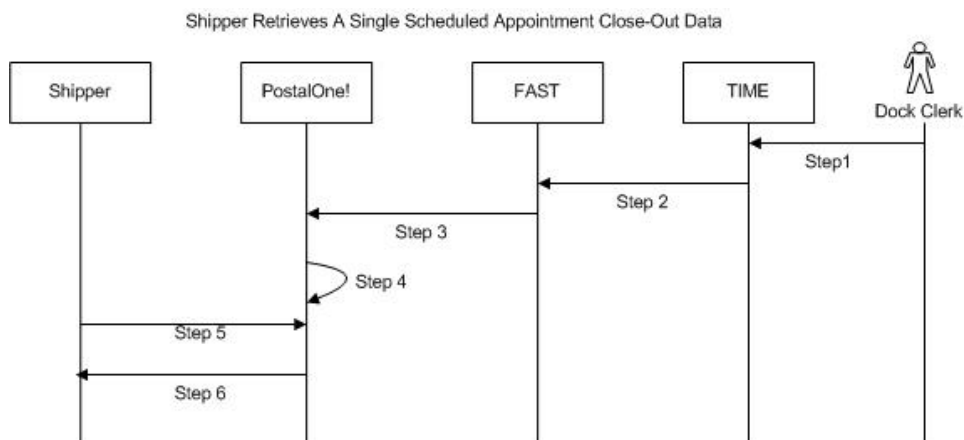 Shipper Retrieves A Single Scheduled Appointment Close-Out Data
Shipper
PostalOne!
FAST
TIME
Dock Clerk
Step1
Step 2
Step 3
Step 4
Step 5
Step 6